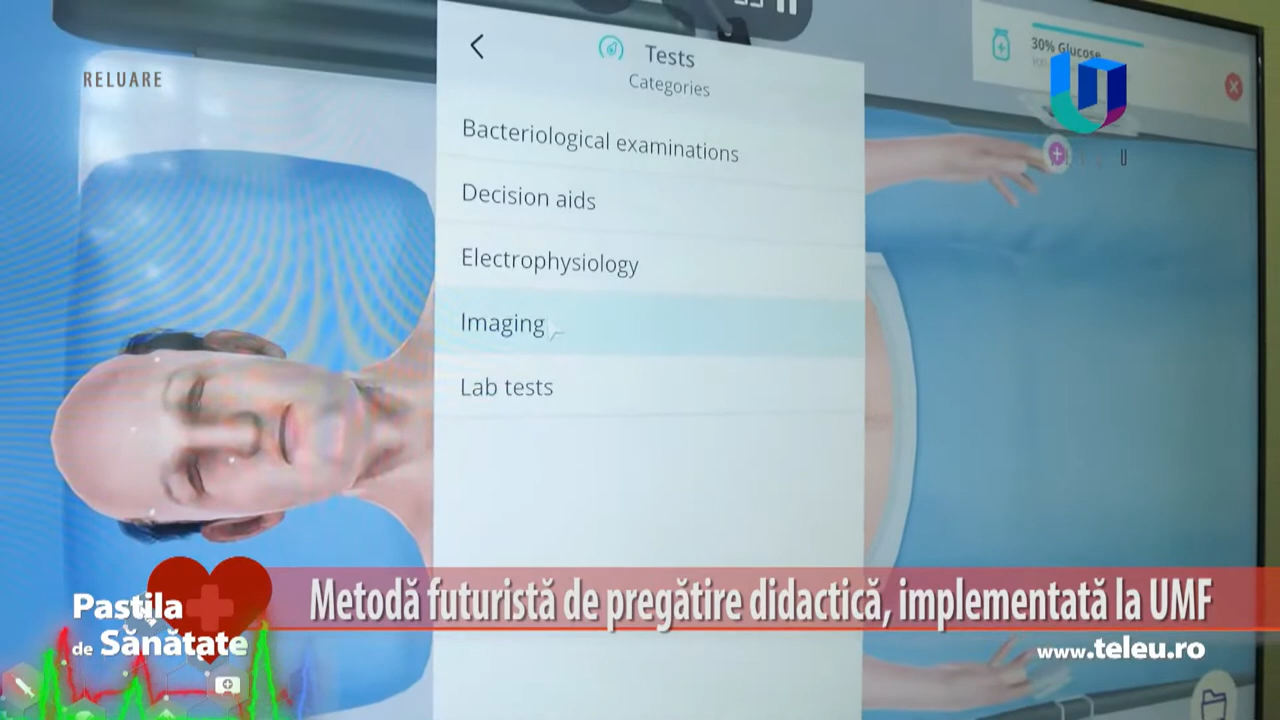 RELUARE
Tests
Categories
Bacteriological examinations
Decision aids
Electrophysiology
Imaging
Lab tests
30% Glucose
U
Pastila
de Sănătate
Metodă futuristă de pregătire didactică, implementată la UMF
www.teleu.ro